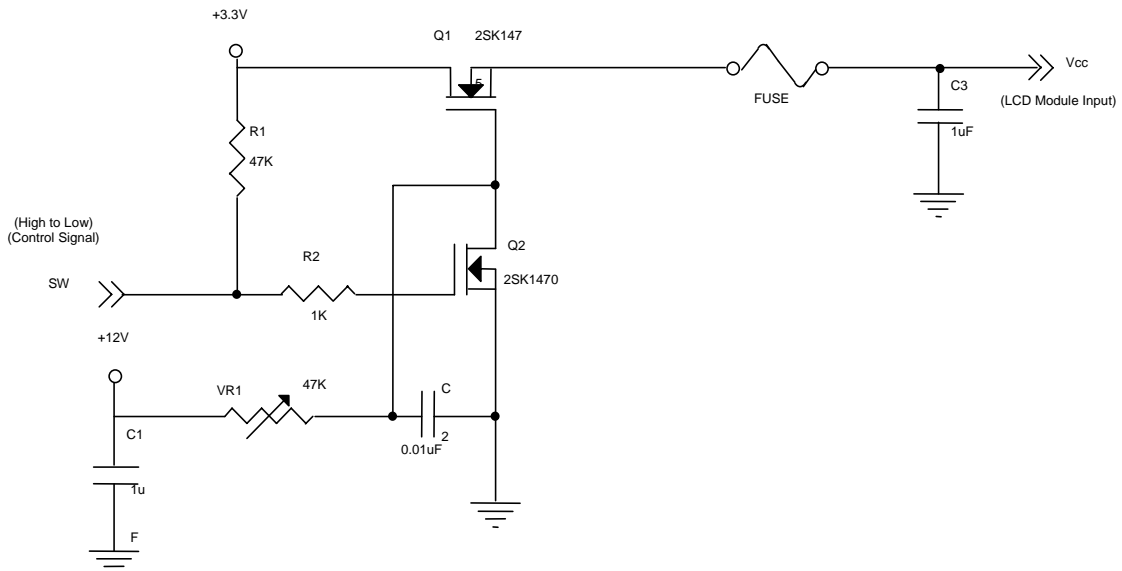 +3.3V
Q1 2SK147
5
Vcc
FUSE
C3
(LCD Module Input)
1uF
R1
47K
(High to Low)
(Control Signal)
R2
Q2
SW
2SK1470
1K
+12V
VR1
47K
C
C1
2
0.01uF
1u
F